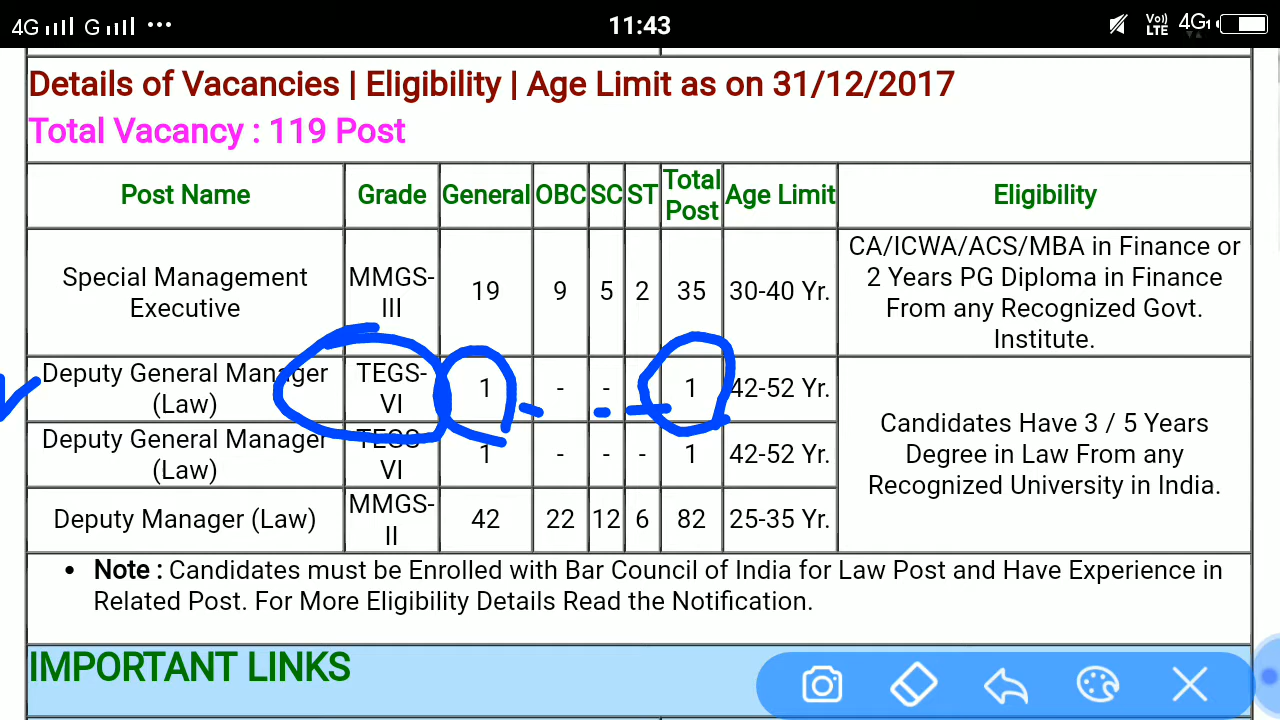 4G G ••• 11:43 Vo)) LTE 4G
Details of Vacancies | Eligibility | Age Limit as on 31/12/2017
Total Vacancy : 119 Post
Post Name Grade General OBC SC ST Total Post Age Limit Eligibility
Special Management Executive MMGS-III 19 9 5 2 35 30-40 Yr. CA/ICWA/ACS/MBA in Finance or
2 Years PG Diploma in Finance
From any Recognized Govt.
Institute.
Deputy General Manager (Law) TEGS-VI 1 - - 1 42-52 Yr.
Deputy General Manager (Law) TEGS-VI 1 - - - 1 42-52 Yr.
Deputy Manager (Law) MMGS-II 42 22 12 6 82 25-35 Yr.
Candidates Have 3 / 5 Years
Degree in Law From any
Recognized University in India.
• Note : Candidates must be Enrolled with Bar Council of India for Law Post and Have Experience in
Related Post. For More Eligibility Details Read the Notification.
IMPORTANT LINKS